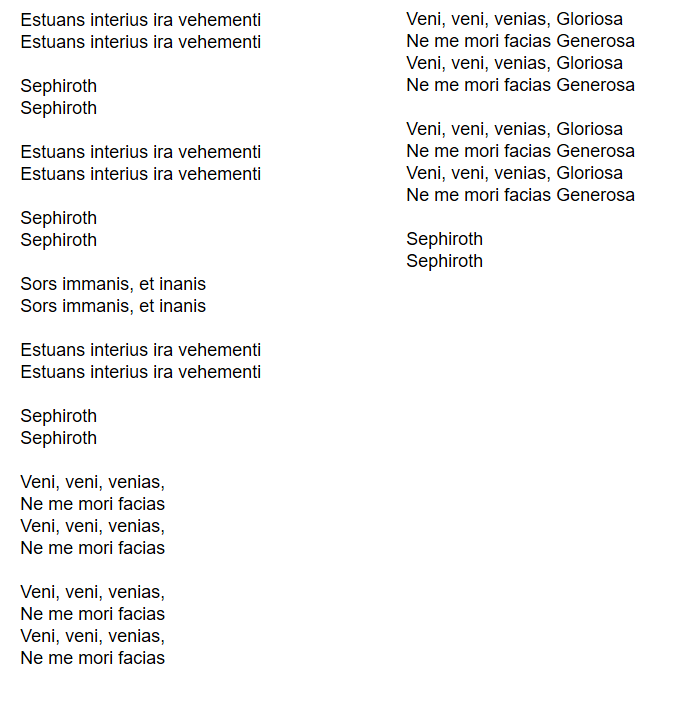 Estuans interius ira vehementi
Estuans interius ira vehementi

Sephiroth
Sephiroth

Estuans interius ira vehementi
Estuans interius ira vehementi

Sephiroth
Sephiroth

Sors immanis, et inanis
Sors immanis, et inanis

Estuans interius ira vehementi
Estuans interius ira vehementi

Sephiroth
Sephiroth

Veni, veni, venias,
Ne me mori facias
Veni, veni, venias,
Ne me mori facias

Veni, veni, venias,
Ne me mori facias
Veni, veni, venias,
Ne me mori facias

Veni, veni, venias, Gloriosa
Ne me mori facias Generosa
Veni, veni, venias, Gloriosa
Ne me mori facias Generosa

Veni, veni, venias, Gloriosa
Ne me mori facias Generosa
Veni, veni, venias, Gloriosa
Ne me mori facias Generosa

Sephiroth
Sephiroth